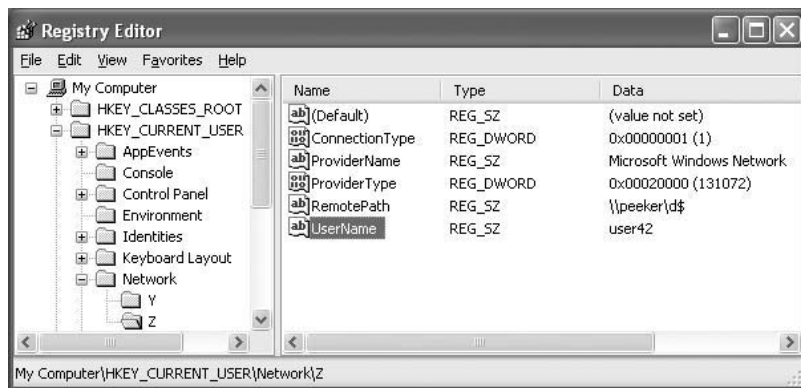 Registry Editor
File Edit View Favorites Help
My Computer
HKEY_CLASSES_ROOT
HKEY_CURRENT_USER
AppEvents
Console
Control Panel
Environment
Identities
Keyboard Layout
Network
Y
Z
Name Type Data
(Default) REG_SZ (value not set)
ConnectionType REG_DWORD 0x00000001 (1)
ProviderName REG_SZ Microsoft Windows Network
ProviderType REG_DWORD 0x00020000 (131072)
RemotePath REG_SZ \\peeker\d$
UserName REG_SZ user42
My Computer\HKEY_CURRENT_USER\Network\Z